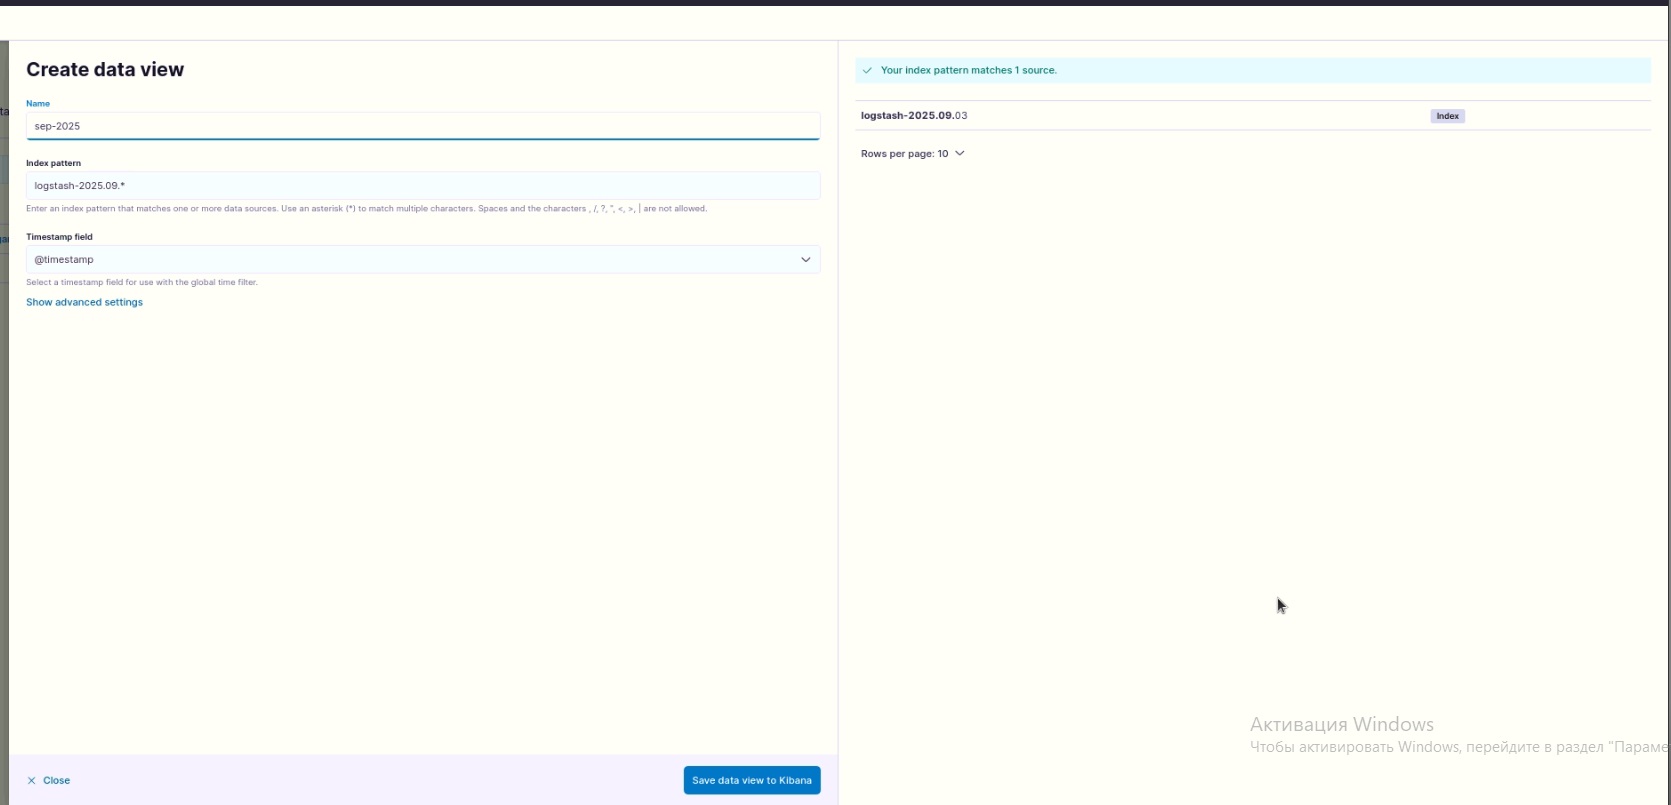 Create data view
Name
sep-2025
Index pattern
logstash-2025.09.*
Enter an index pattern that matches one or more data sources. Use an asterisk (*) to match multiple characters. Spaces and the characters , /, ?, ", <, >, | are not allowed.
Timestamp field
@timestamp
Select a timestamp field for use with the global time filter.
Show advanced settings
Close
Save data view to Kibana
Your index pattern matches 1 source.
logstash-2025.09.03 Index
Rows per page: 10
Активация Windows
Чтобы активировать Windows, перейдите в раздел "Параме